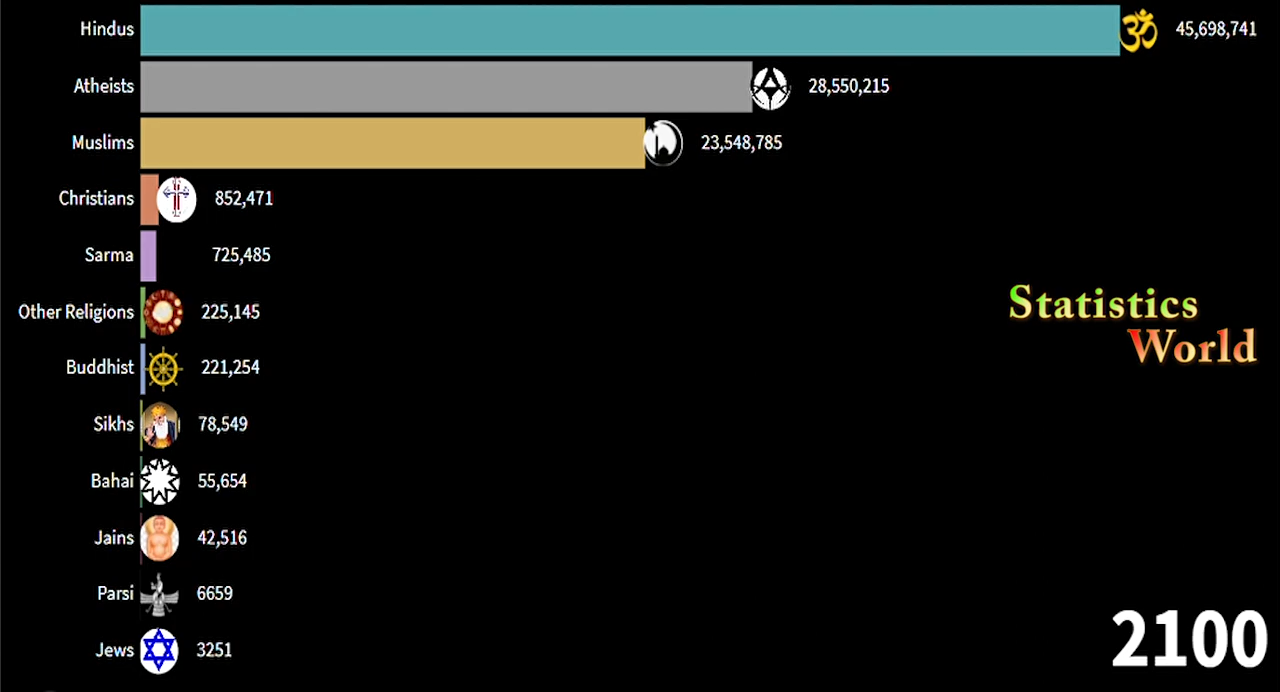 Hindus 45,698,741
Atheists 28,550,215
Muslims 23,548,785
Christians 852,471
Sarma 725,485
Other Religions 225,145
Buddhist 221,254
Sikhs 78,549
Bahai 55,654
Jains 42,516
Parsi 6659
Jews 3251
Statistics
World
2100